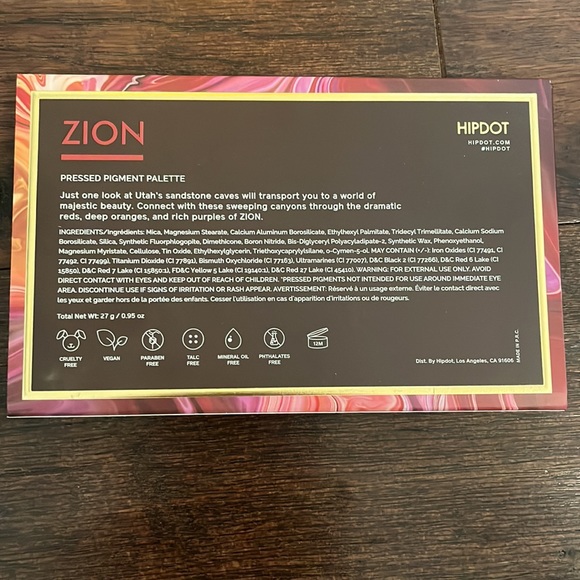 ZION
HIPDOT
HIPDOT.COM
#HIPDOT
PRESSED PIGMENT PALETTE
Just one look at Utah's sandstone caves will transport you to a world of
majestic beauty. Connect with these sweeping canyons through the dramatic
reds, deep oranges, and rich purples of ZION.
INGREDIENTS/Ingrédients: Mica, Magnesium Stearate, Calcium Aluminum Borosilicate, Ethylhexyl Palmitate, Tridecyl Trimellitate, Calcium Sodium
Borosilicate, Silica, Synthetic Fluorphlogopite, Dimethicone, Boron Nitride, Bis-Diglyceryl Polyacyladipate-2, Synthetic Wax, Phenoxyethanol,
Magnesium Myristate, Cellulose, Tin Oxide, Ethylhexylglycerin, Triethoxycaprylylsilane, o-Cymen-5-ol. MAY CONTAIN (+/-): Iron Oxides (CI 77491, CI
77492, CI 77499), Titanium Dioxide (CI 77891), Bismuth Oxychloride (CI 77163), Ultramarines (CI 77007), D&C Black 2 (CI 77266), D&C Red 6 Lake (CI
15850), D&C Red 7 Lake (CI 15850:1), FD&C Yellow 5 Lake (CI 19140:1), D&C Red 27 Lake (CI 45410). WARNING: FOR EXTERNAL USE ONLY. AVOID
DIRECT CONTACT WITH EYES AND KEEP OUT OF REACH OF CHILDREN. *PRESSED PIGMENTS NOT INTENDED FOR USE AROUND IMMEDIATE EYE
AREA. DISCONTINUE USE IF SIGNS OF IRRITATION OR RASH APPEAR. AVERTISSEMENT: Réservé à un usage externe. Éviter le contact direct avec
les yeux et garder hors de la portée des enfants. Cesser l'utilisation en cas d'apparition d'irritations ou de rougeurs.
Total Net Wt: 27 g / 0.95 oz
12M
CRUELTY
FREE
VEGAN
PARABEN
FREE
TALC
FREE
MINERAL OIL
FREE
PHTHALATES
FREE
Dist. By Hipdot, Los Angeles, CA 91606
MADE IN P.R.C.